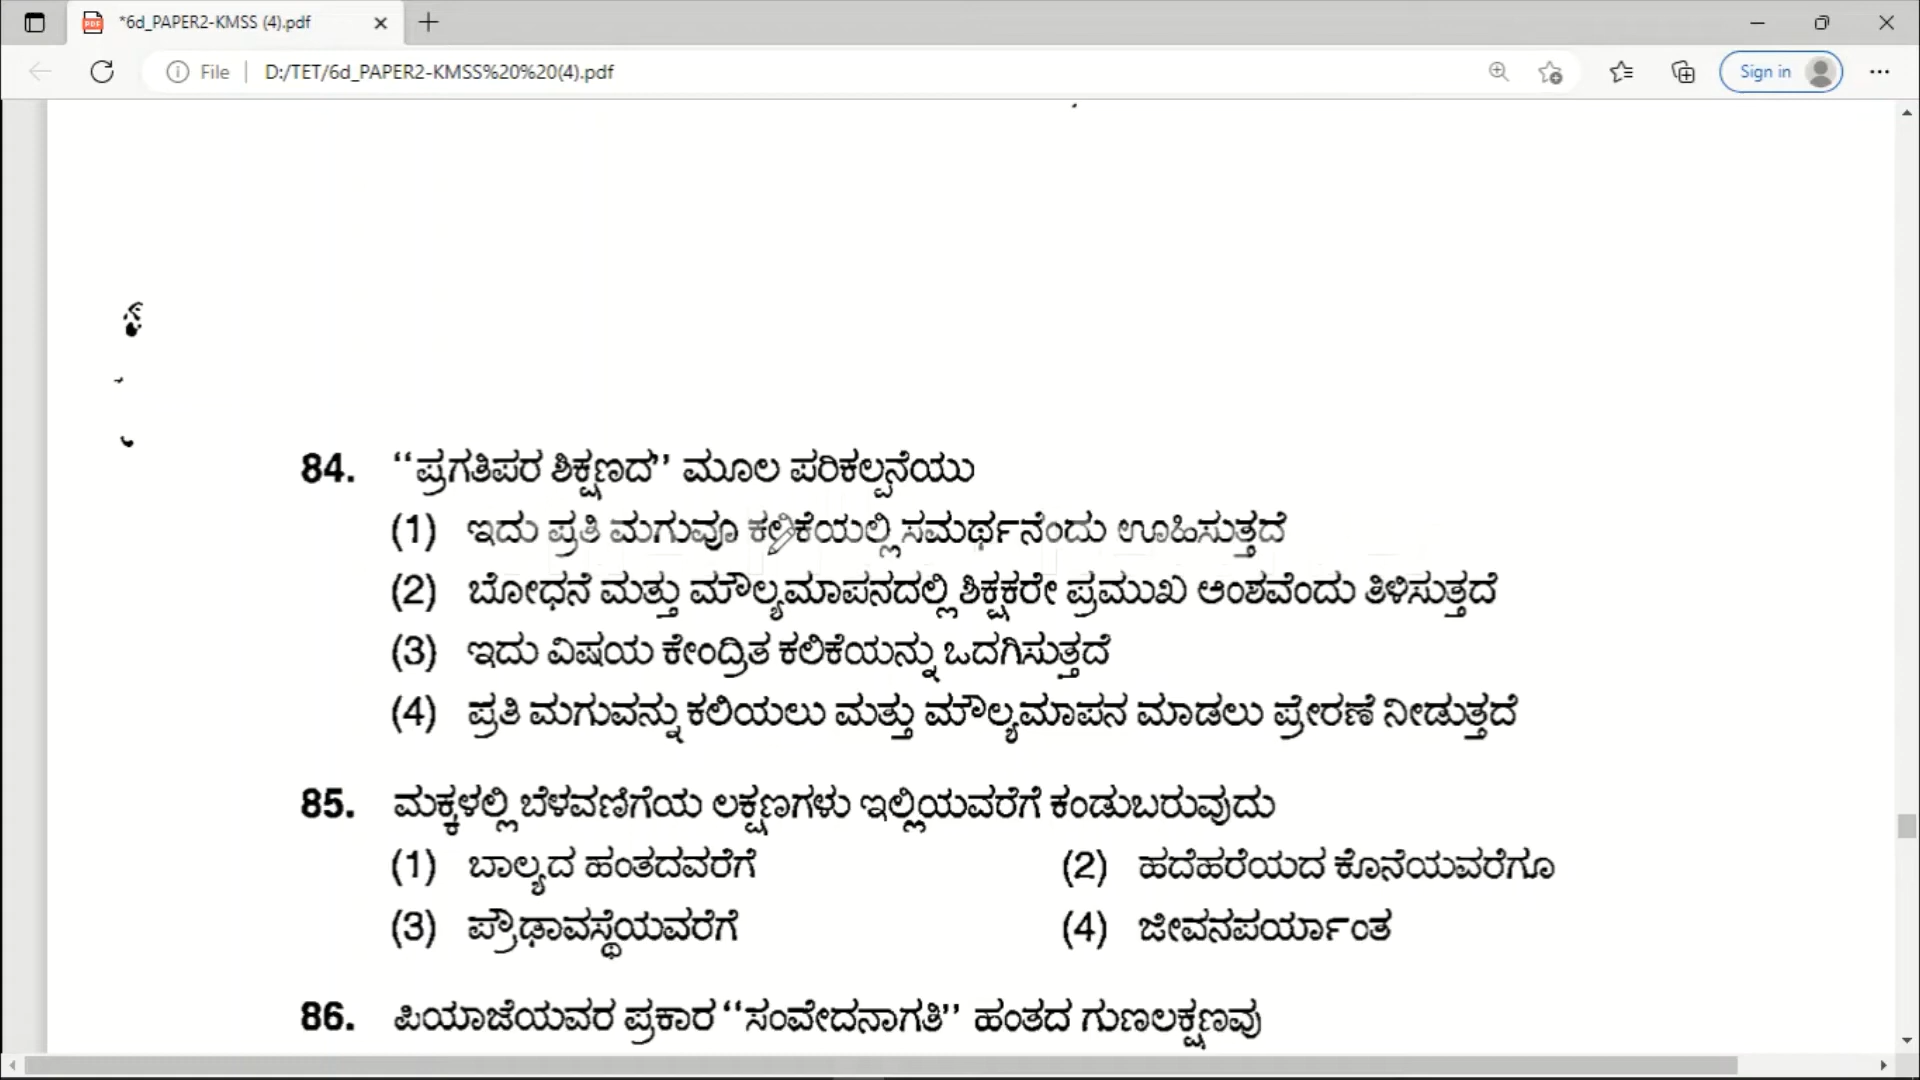 *6d_PAPER2-KMSS (4).pdf
File | D:/TET/6d_PAPER2-KMSS%20%20(4).pdf
Sign in
84. “ಪ್ರಗತಿಪರ ಶಿಕ್ಷಣದ” ಮೂಲ ಪರಿಕಲ್ಪನೆಯು
(1) ಇದು ಪ್ರತಿ ಮಗುವೂ ಕಲಿಕೆಯಲ್ಲಿ ಸಮರ್ಥನೆಂದು ಊಹಿಸುತ್ತದೆ
(2) ಬೋಧನೆ ಮತ್ತು ಮೌಲ್ಯಮಾಪನದಲ್ಲಿ ಶಿಕ್ಷಕರೇ ಪ್ರಮುಖ ಅಂಶವೆಂದು ತಿಳಿಸುತ್ತದೆ
(3) ಇದು ವಿಷಯ ಕೇಂದ್ರಿತ ಕಲಿಕೆಯನ್ನು ಒದಗಿಸುತ್ತದೆ
(4) ಪ್ರತಿ ಮಗುವನ್ನು ಕಲಿಯಲು ಮತ್ತು ಮೌಲ್ಯಮಾಪನ ಮಾಡಲು ಪ್ರೇರಣೆ ನೀಡುತ್ತದೆ
85. ಮಕ್ಕಳಲ್ಲಿ ಬೆಳವಣಿಗೆಯ ಲಕ್ಷಣಗಳು ಇಲ್ಲಿಯವರೆಗೆ ಕಂಡುಬರುವುದು
(1) ಬಾಲ್ಯದ ಹಂತದವರೆಗೆ (2) ಹದೆಹರೆಯದ ಕೊನೆಯವರೆಗೂ
(3) ಪ್ರೌಢಾವಸ್ಥೆಯವರೆಗೆ (4) ಜೀವನಪರ್ಯಾಂತ
86. ಪಿಯಾಜೆಯವರ ಪ್ರಕಾರ “ಸಂವೇದನಾಗತಿ” ಹಂತದ ಗುಣಲಕ್ಷಣವು